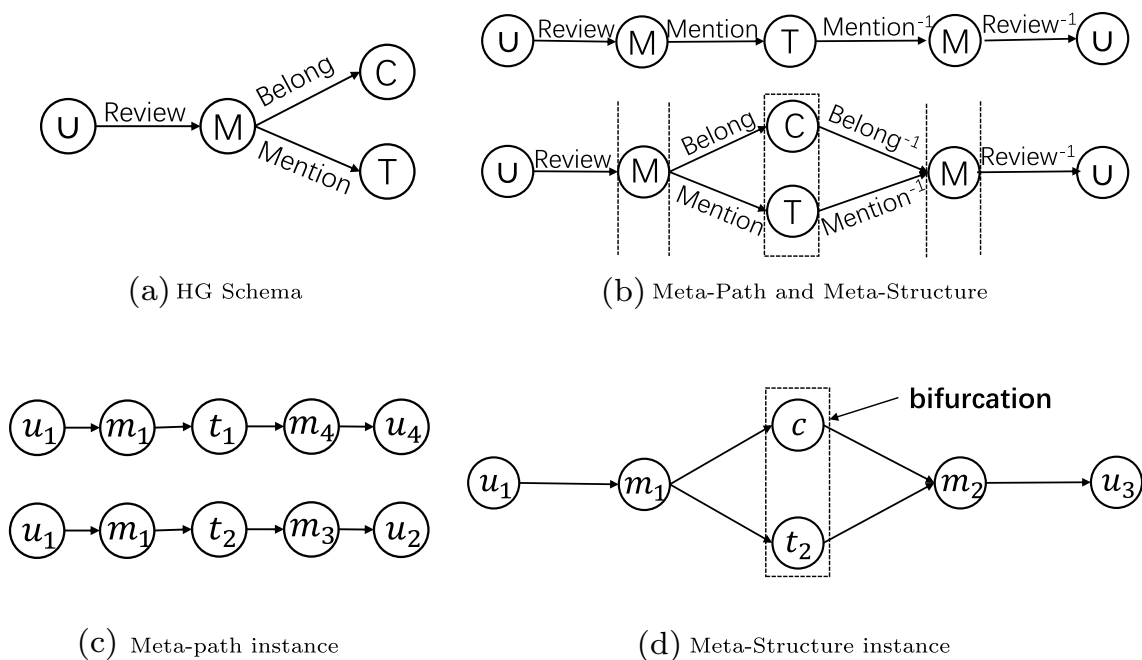 U Review M Belong C
Mention T
(a) HG Schema
U Review M Mention T Mention⁻¹ M Review⁻¹ U
U Review M Belong C Belong⁻¹ M Review⁻¹ U
Mention T Mention⁻¹
(b) Meta-Path and Meta-Structure
u₁ m₁ t₁ m₄ u₄
u₁ m₁ t₂ m₃ u₂
(c) Meta-path instance
bifurcation
c
u₁ m₁ m₂ u₃
t₂
(d) Meta-Structure instance